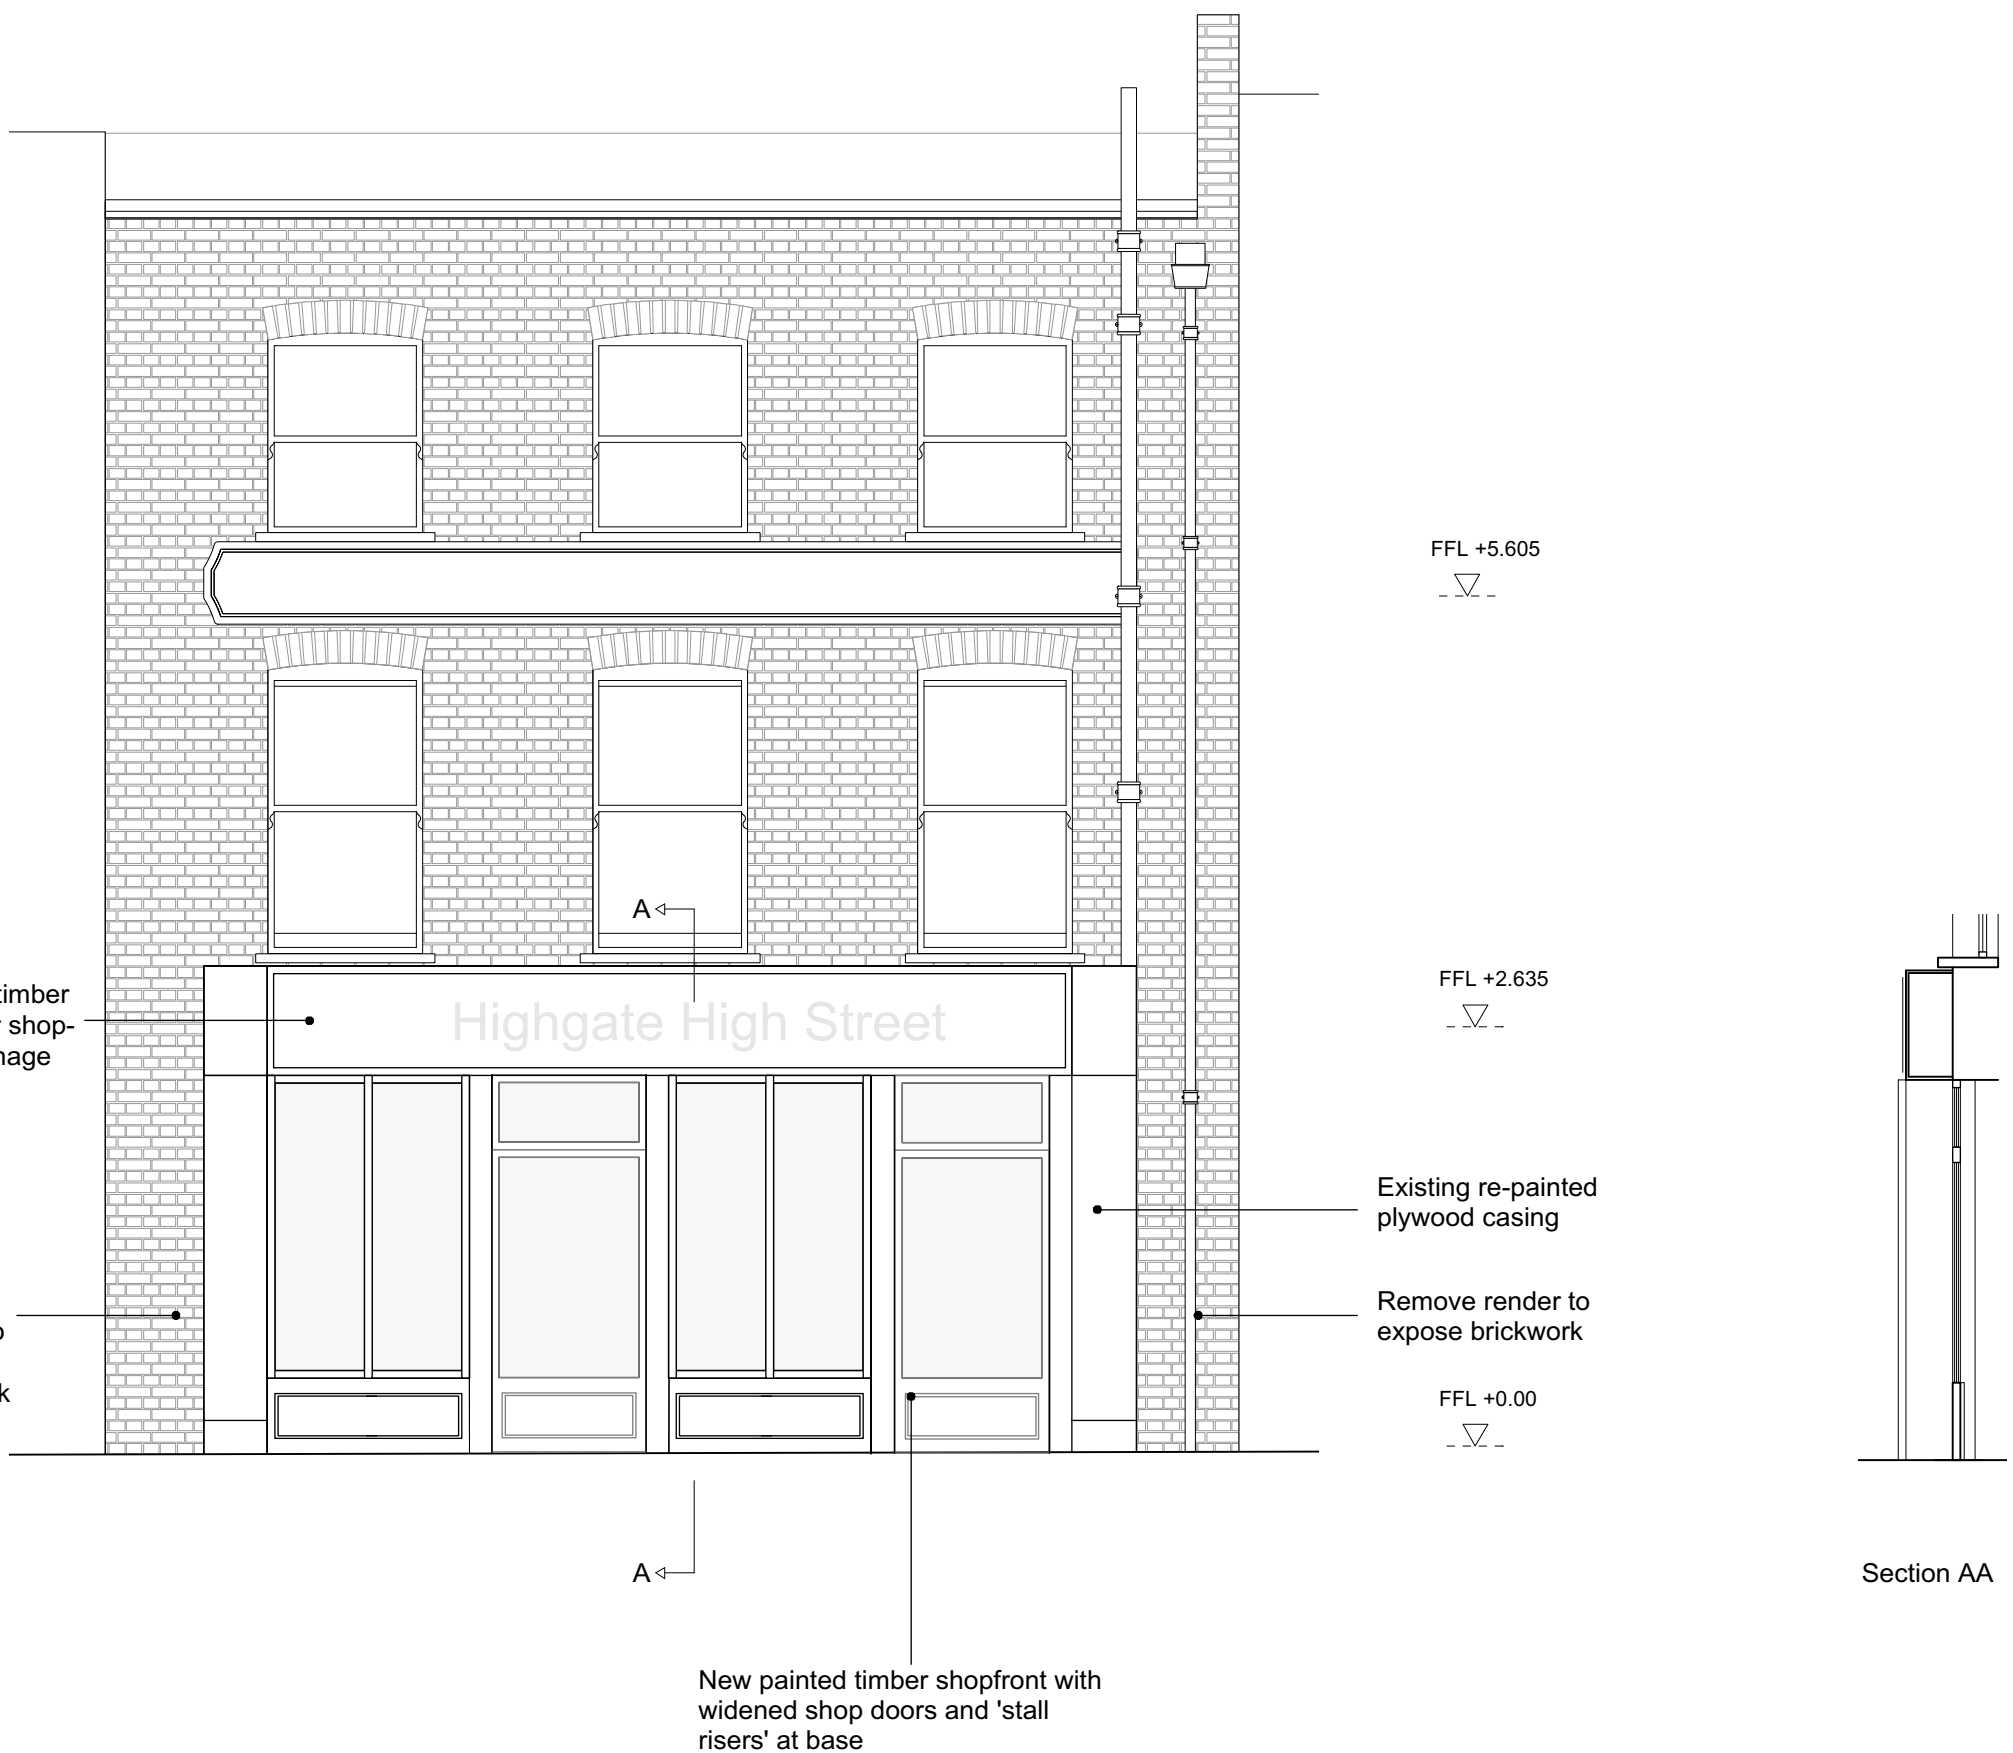 FFL +5.605
A
timber
shop-
FFL +2.635
Highgate High Street
Existing re-painted
plywood casing
Remove render to
expose brickwork
FFL +0.00
A
Section AA
New painted timber shopfront with
widened shop doors and 'stall
risers' at base